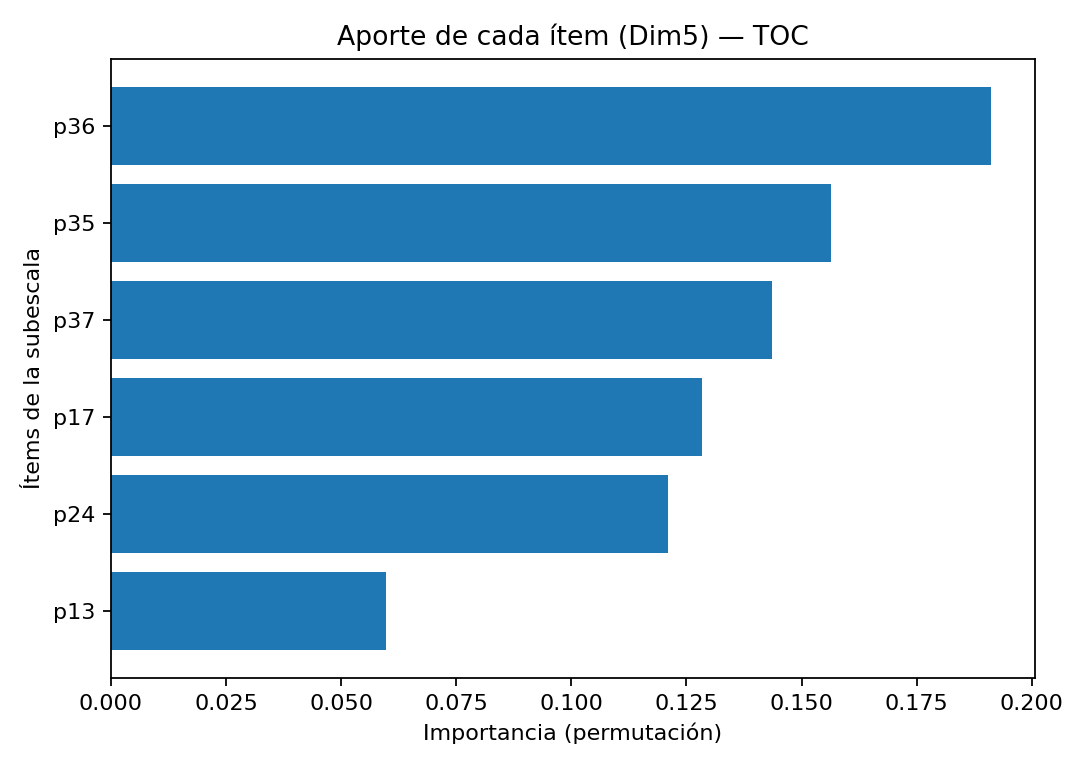 Aporte de cada ítem (Dim5) — TOC
Ítems de la subescala
p36
p35
p37
p17
p24
p13
0.000 0.025 0.050 0.075 0.100 0.125 0.150 0.175 0.200
Importancia (permutación)